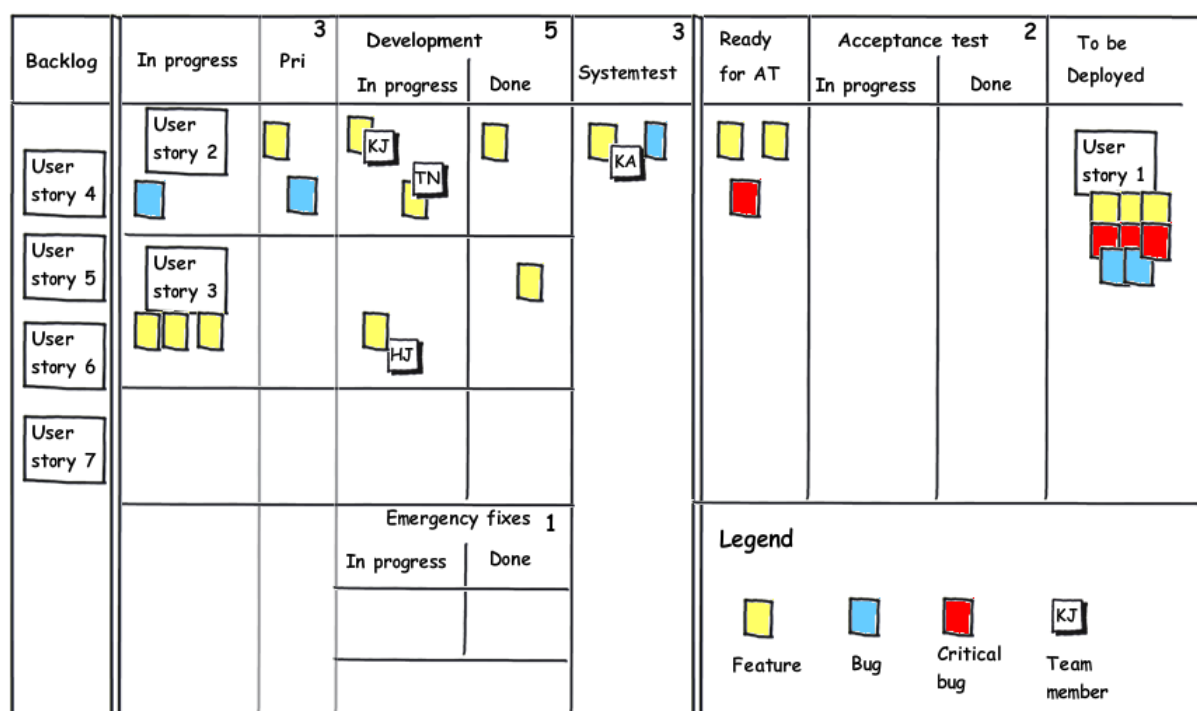 Backlog
In progress
Pri
3
Development
5
In progress
Done
Systemtest
3
Ready
for AT
Acceptance test
2
In progress
Done
To be
Deployed
User
story 4
User
story 5
User
story 6
User
story 7
User
story 2
KJ
TN
KA
User
story 1
User
story 3
HJ
Emergency fixes
1
In progress
Done
Legend
Feature
Bug
Critical
bug
KJ
Team
member